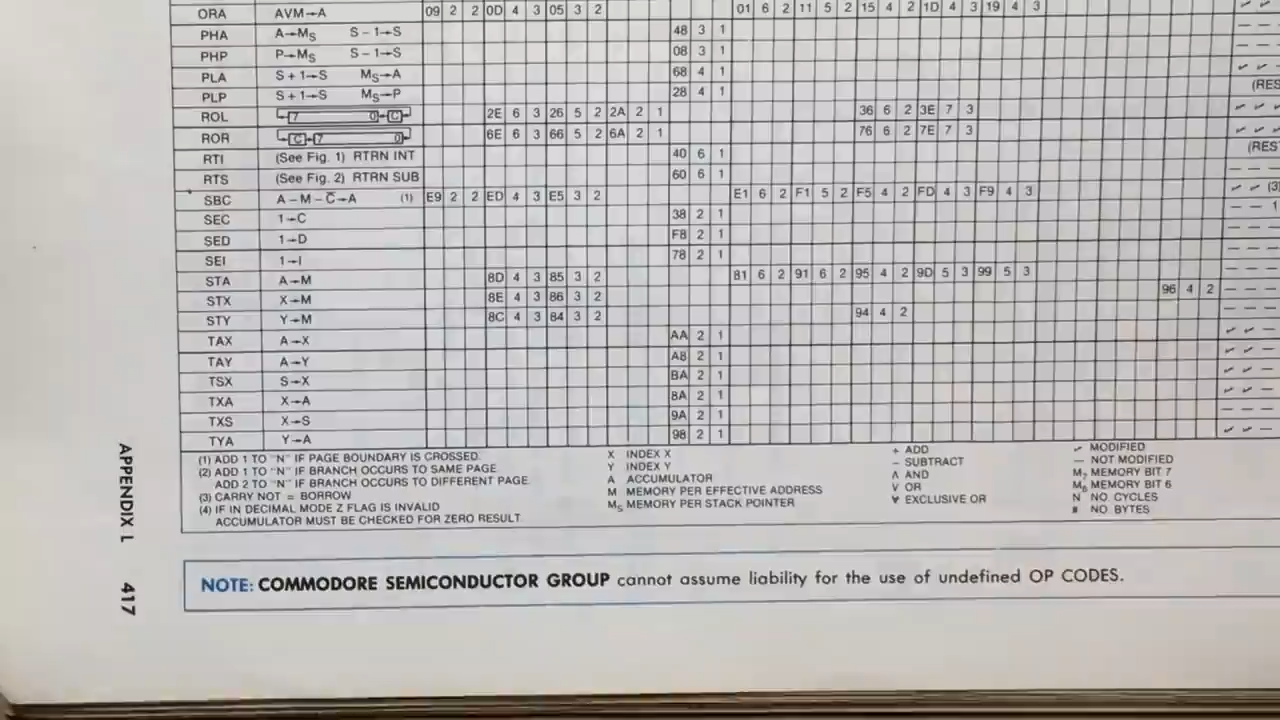 ORA AVM→A 09 2 2 0D 4 3 05 3 2 01 6 2 11 5 2 15 4 2 1D 4 3 19 4 3 ✓ ✓
PHA A→Ms S – 1→S 48 3 1 — —
PHP P→Ms S – 1→S 08 3 1 — —
PLA S + 1→S Ms→A 68 4 1 ✓ ✓ —
PLP S + 1→S Ms→P 28 4 1 (RES
ROL 7 0 C 2E 6 3 26 5 2 2A 2 1 36 6 2 3E 7 3 ✓ ✓ ✓
ROR C 7 0 6E 6 3 66 5 2 6A 2 1 76 6 2 7E 7 3 ✓ ✓ ✓
RTI (See Fig. 1) RTRN INT 40 6 1 (REST
RTS (See Fig. 2) RTRN SUB 60 6 1 — — —
SBC A – M – C̅→A (1) E9 2 2 ED 4 3 E5 3 2 E1 6 2 F1 5 2 F5 4 2 FD 4 3 F9 4 3 ✓ ✓ (3)
SEC 1→C 38 2 1 — — 1
SED 1→D F8 2 1 — — —
SEI 1→I 78 2 1 — — —
STA A→M 8D 4 3 85 3 2 81 6 2 91 6 2 95 4 2 9D 5 3 99 5 3 — — —
STX X→M 8E 4 3 86 3 2 96 4 2 — — —
STY Y→M 8C 4 3 84 3 2 94 4 2 — — —
TAX A→X AA 2 1 ✓ ✓ —
TAY A→Y A8 2 1 ✓ ✓ —
TSX S→X BA 2 1 ✓ ✓ —
TXA X→A 8A 2 1 ✓ ✓ —
TXS X→S 9A 2 1 — — —
TYA Y→A 98 2 1 ✓ ✓ —
(1) ADD 1 TO "N" IF PAGE BOUNDARY IS CROSSED
(2) ADD 1 TO "N" IF BRANCH OCCURS TO SAME PAGE
ADD 2 TO "N" IF BRANCH OCCURS TO DIFFERENT PAGE
(3) CARRY NOT = BORROW
(4) IF IN DECIMAL MODE Z FLAG IS INVALID
ACCUMULATOR MUST BE CHECKED FOR ZERO RESULT
X INDEX X
Y INDEX Y
A ACCUMULATOR
M MEMORY PER EFFECTIVE ADDRESS
Ms MEMORY PER STACK POINTER
+ ADD
– SUBTRACT
Λ AND
V OR
⊻ EXCLUSIVE OR
✓ MODIFIED
— NOT MODIFIED
M₇ MEMORY BIT 7
M₆ MEMORY BIT 6
N NO. CYCLES
# NO. BYTES
NOTE: COMMODORE SEMICONDUCTOR GROUP cannot assume liability for the use of undefined OP CODES.
APPENDIX L 417